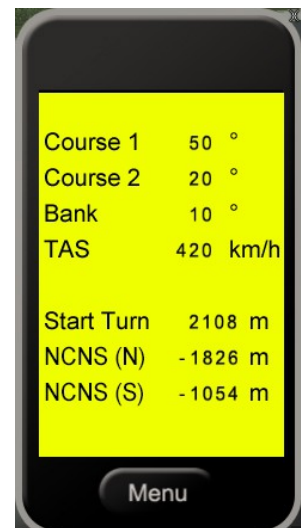 Course 1 50 °
Course 2 20 °
Bank 10 °
TAS 420 km/h
Start Turn 2108 m
NCNS (N) -1826 m
NCNS (S) -1054 m
Menu